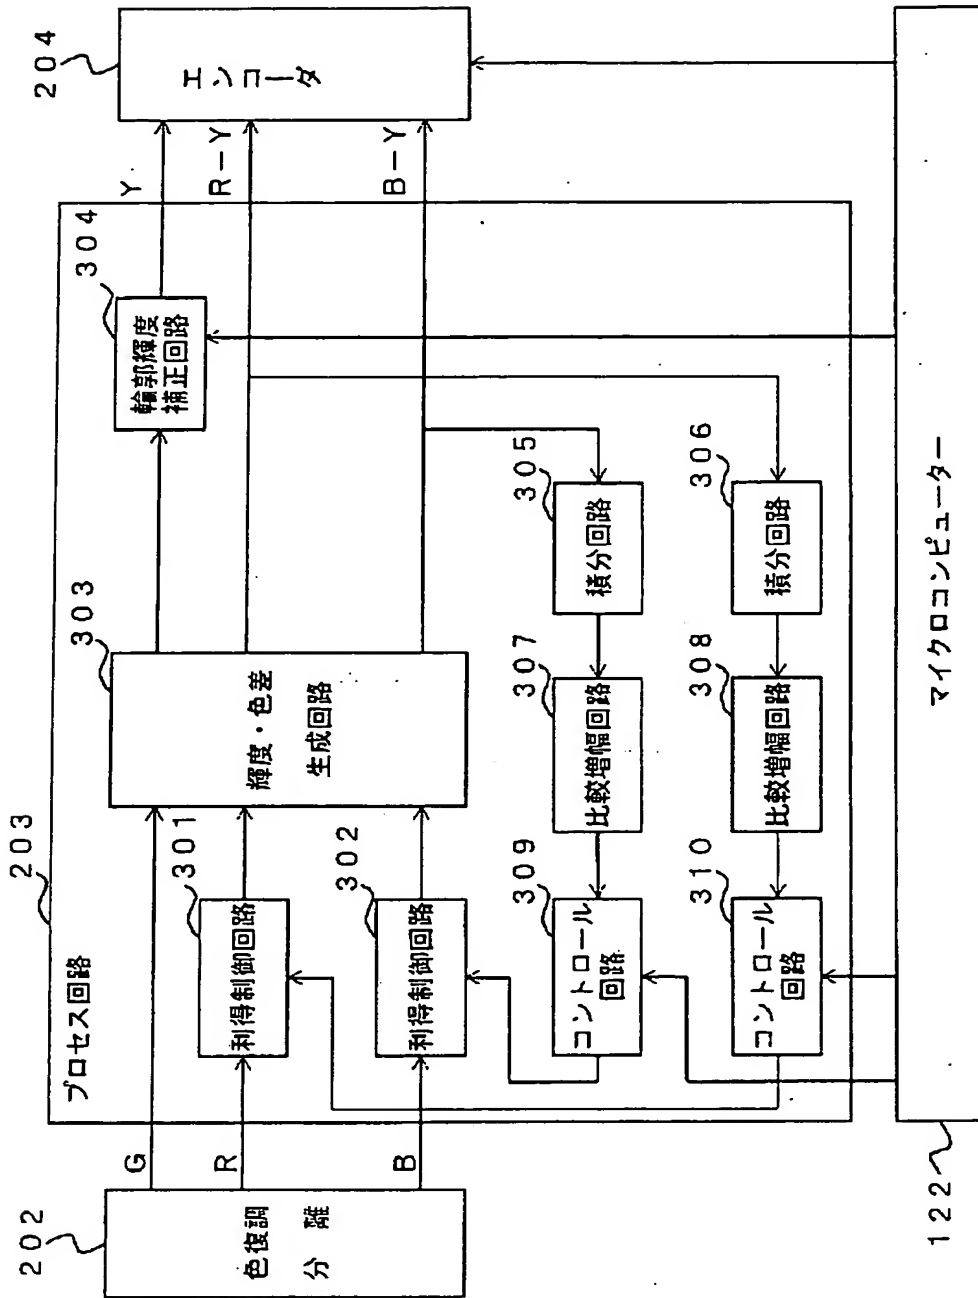 203
プロセス回路
202
色復調
分離
G
R
B
301
利得制御回路
302
利得制御回路
303
輝度・色差
生成回路
304
輪郭輝度
補正回路
Y
R-Y
B-Y
204
エンコーダ
309
コントロール
回路
307
比較増幅回路
305
積分回路
310
コントロール
回路
308
比較増幅回路
306
積分回路
122
マイクロコンピューター